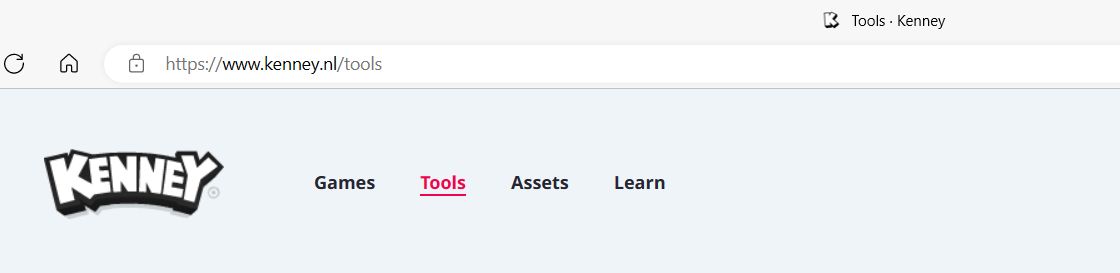 Tools · Kenney
https://www.kenney.nl/tools
KENNEY®
Games Tools Assets Learn